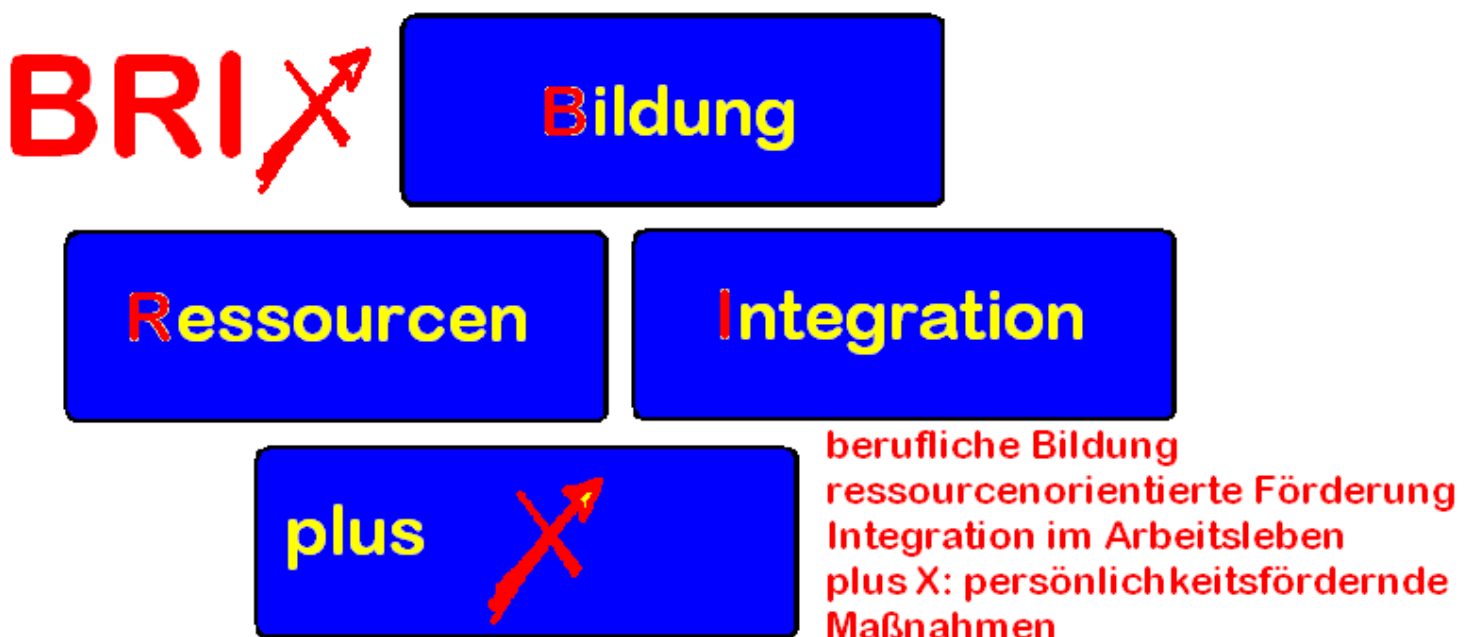 BRIX
Bildung
Ressourcen
Integration
plus X
berufliche Bildung
ressourcenorientierte Förderung
Integration im Arbeitsleben
plus X: persönlichkeitsfördernde
Maßnahmen